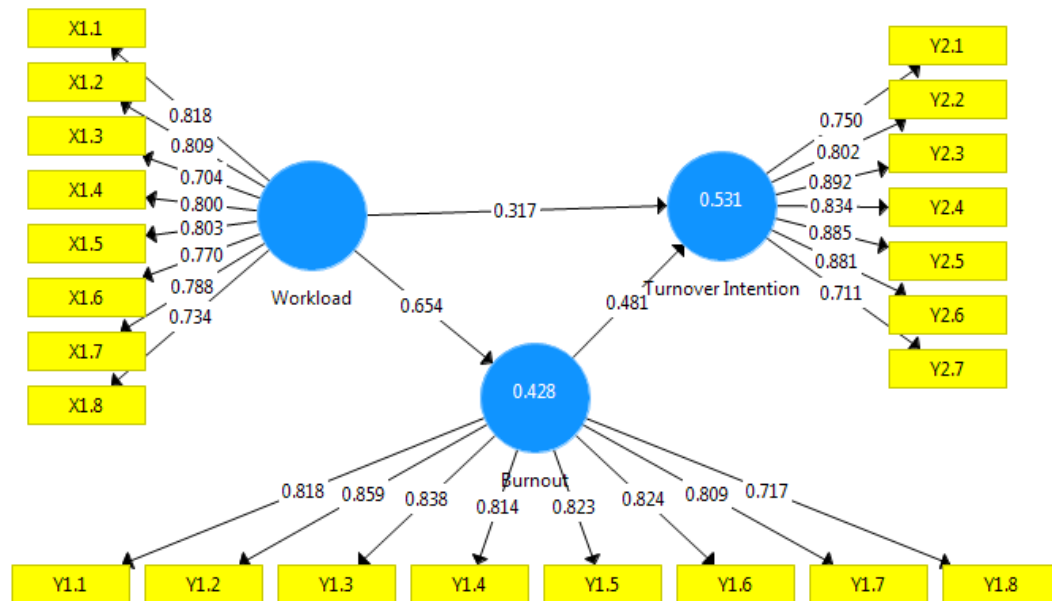 X1.1
X1.2
X1.3
X1.4
X1.5
X1.6
X1.7
X1.8
0.818
0.809
0.704
0.800
0.803
0.770
0.788
0.734
Workload
0.317
0.654
0.481
0.531
Turnover Intention
0.750
0.802
0.892
0.834
0.885
0.881
0.711
Y2.1
Y2.2
Y2.3
Y2.4
Y2.5
Y2.6
Y2.7
0.428
Burnout
0.818
0.859
0.838
0.814
0.823
0.824
0.809
0.717
Y1.1
Y1.2
Y1.3
Y1.4
Y1.5
Y1.6
Y1.7
Y1.8